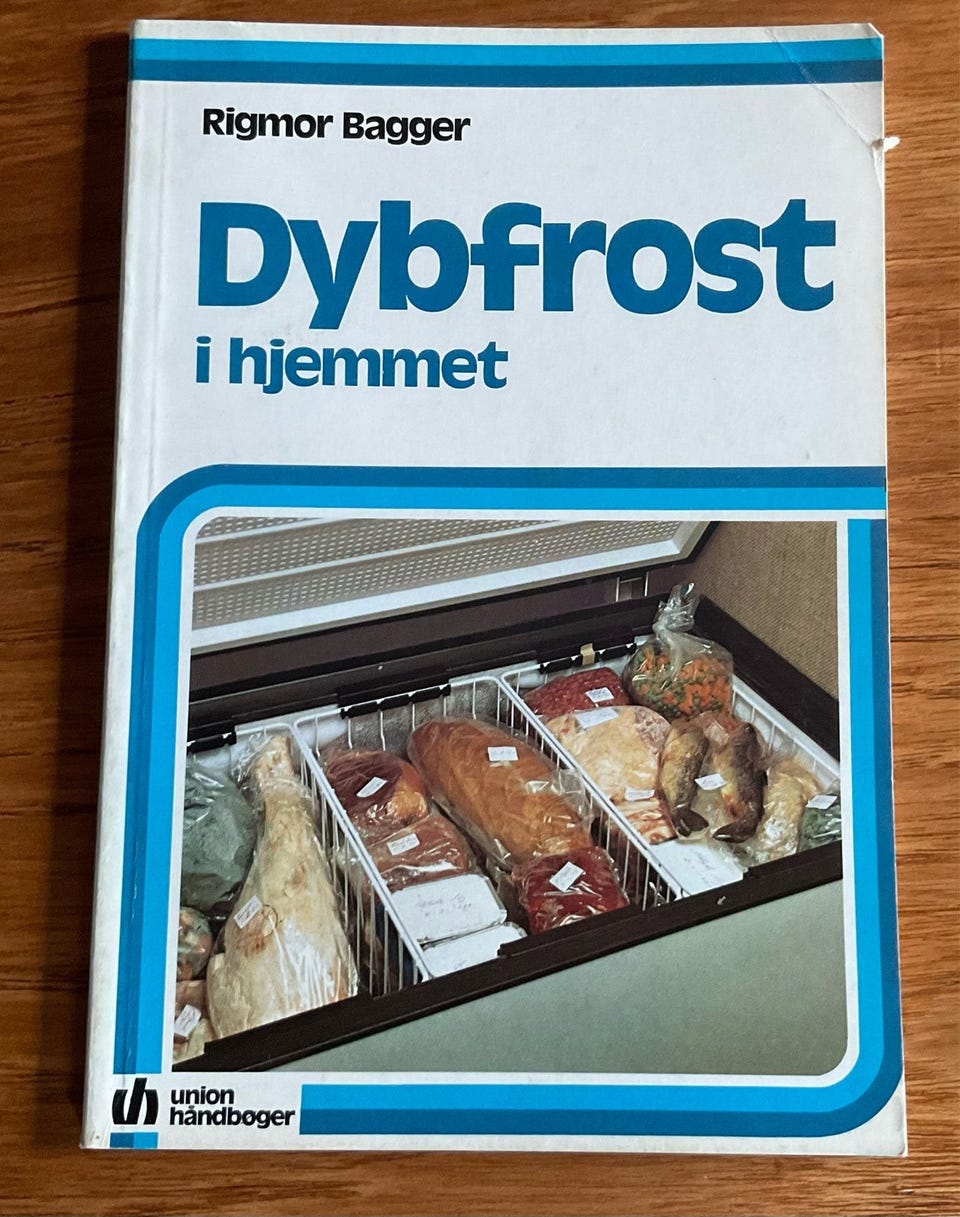 Rigmor Bagger
Dybfrost
i hjemmet
union
håndbøger